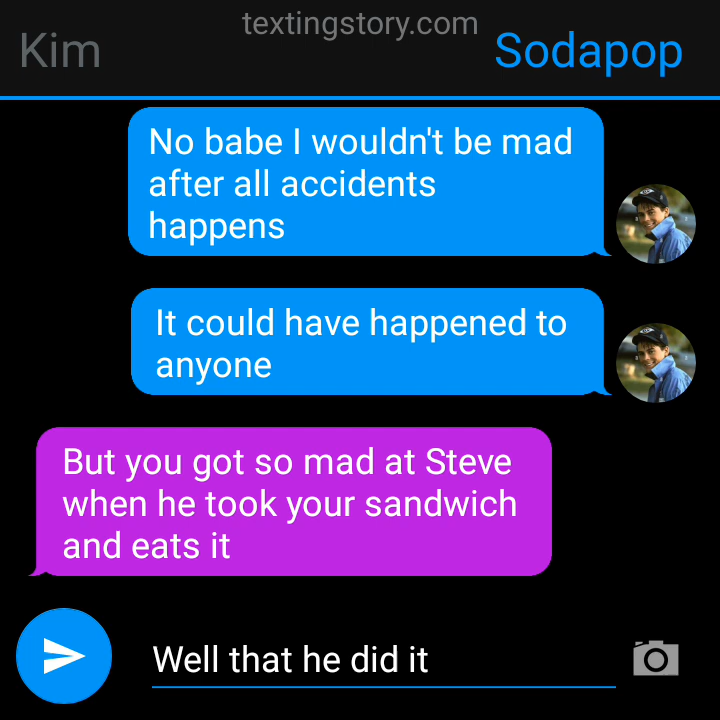 textingstory.com
Kim
Sodapop
No babe I wouldn't be mad
after all accidents
happens
It could have happened to
anyone
But you got so mad at Steve
when he took your sandwich
and eats it
Well that he did it